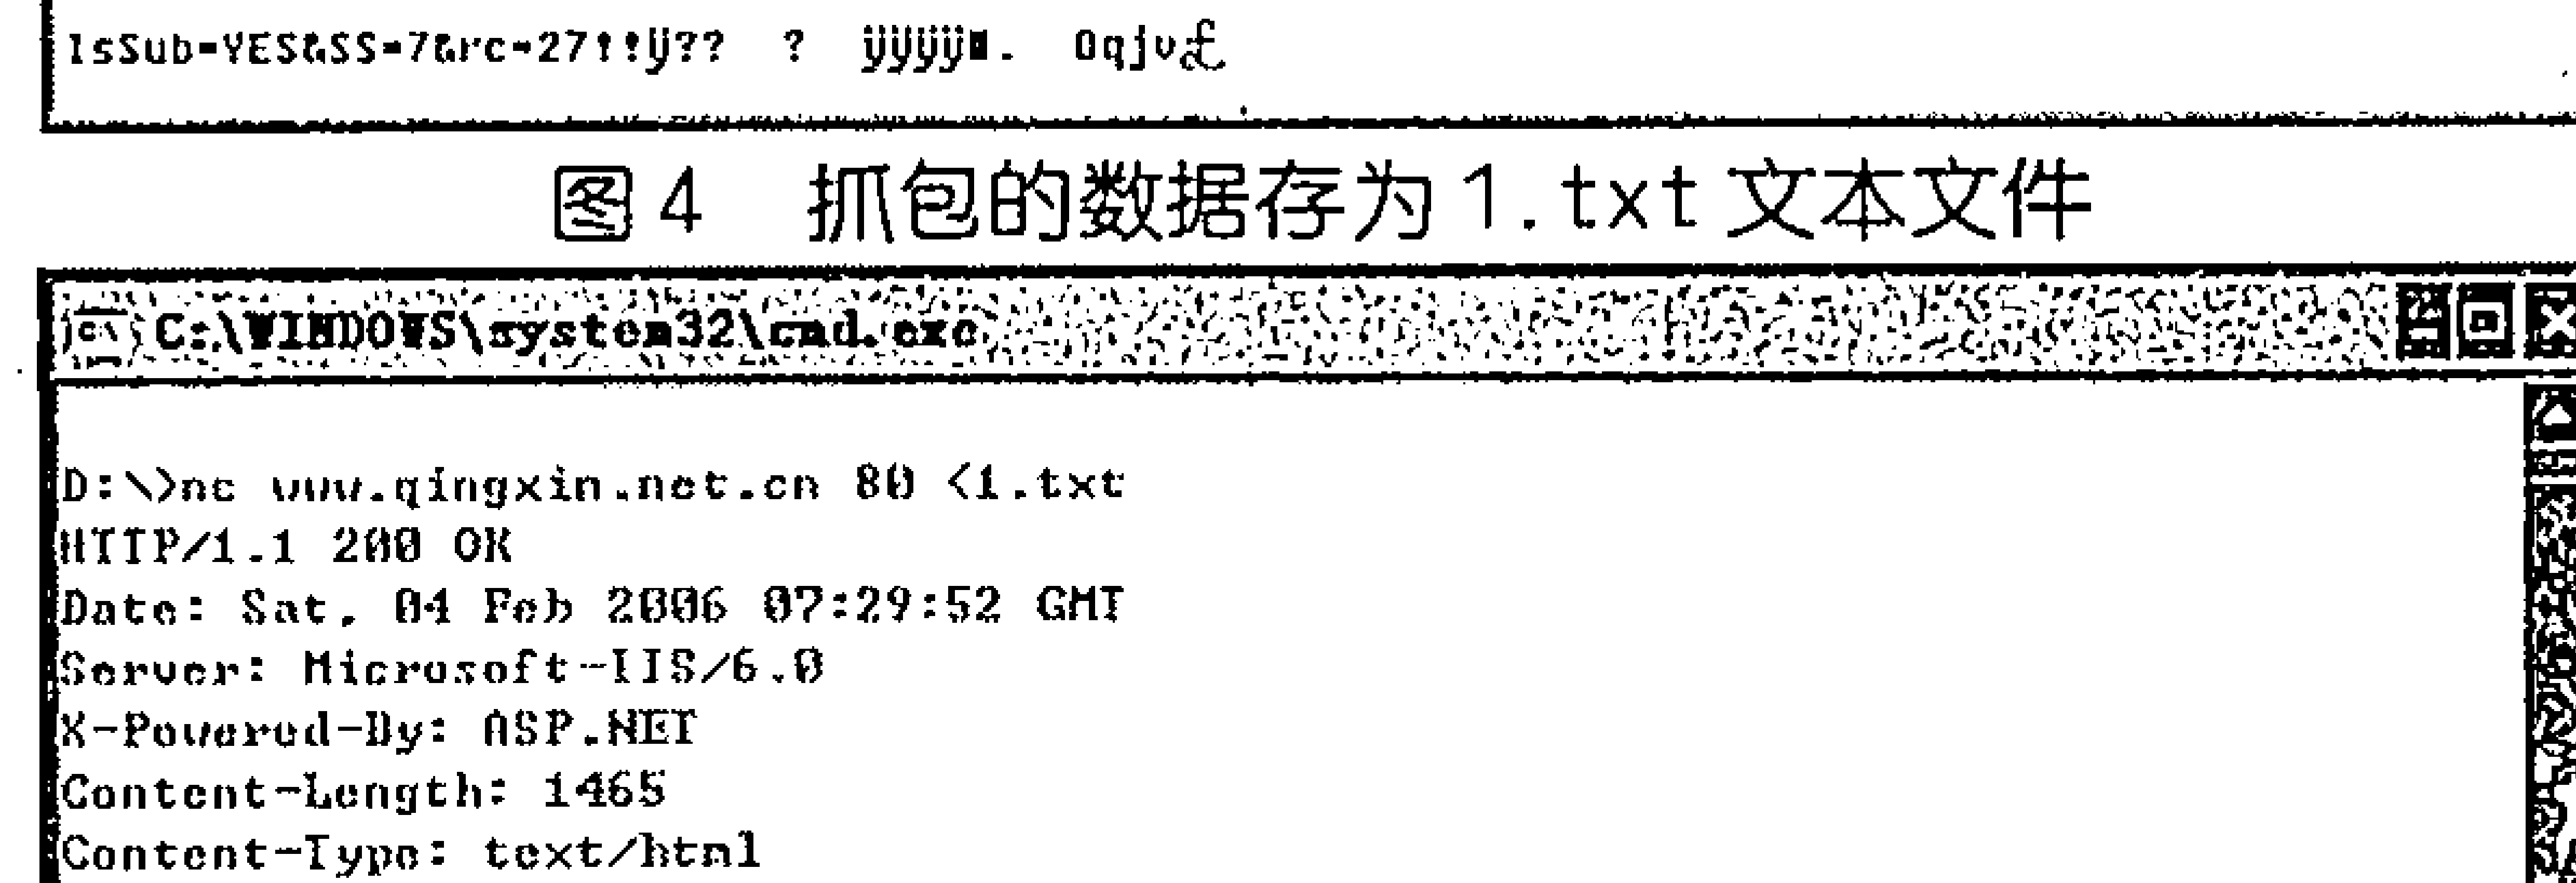 IsSub=YES&SS=7&rc=27!!ÿ?? ? ÿÿÿÿ■. Oqjv£
图4 抓包的数据存为1.txt文本文件
C:\WINDOWS\system32\cmd.exe
D:\>nc www.qingxin.net.cn 80 <1.txt
HTTP/1.1 200 OK
Date: Sat, 04 Feb 2006 07:29:52 GMT
Server: Microsoft-IIS/6.0
X-Powered-By: ASP.NET
Content-Length: 1465
Content-Type: text/html